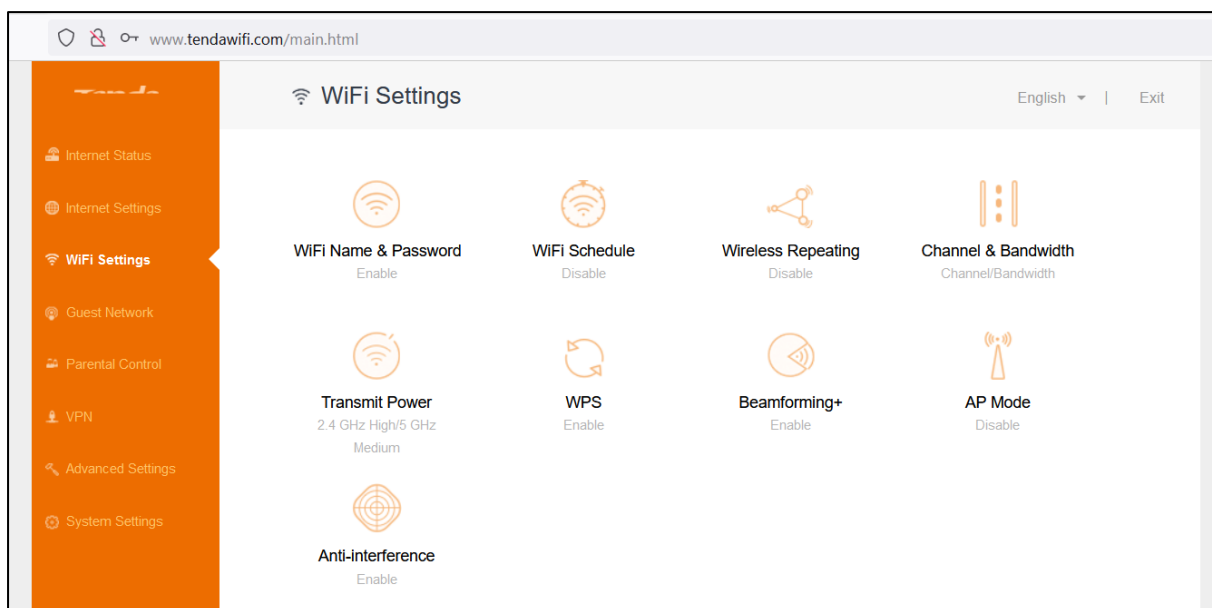 www.tendawifi.com/main.html
WiFi Settings
English
|
Exit
Internet Status
Internet Settings
WiFi Settings
Guest Network
Parental Control
VPN
Advanced Settings
System Settings
WiFi Name & Password
Enable
WiFi Schedule
Disable
Wireless Repeating
Disable
Channel & Bandwidth
Channel/Bandwidth
Transmit Power
2.4 GHz High/5 GHz
Medium
WPS
Enable
Beamforming+
Enable
AP Mode
Disable
Anti-interference
Enable